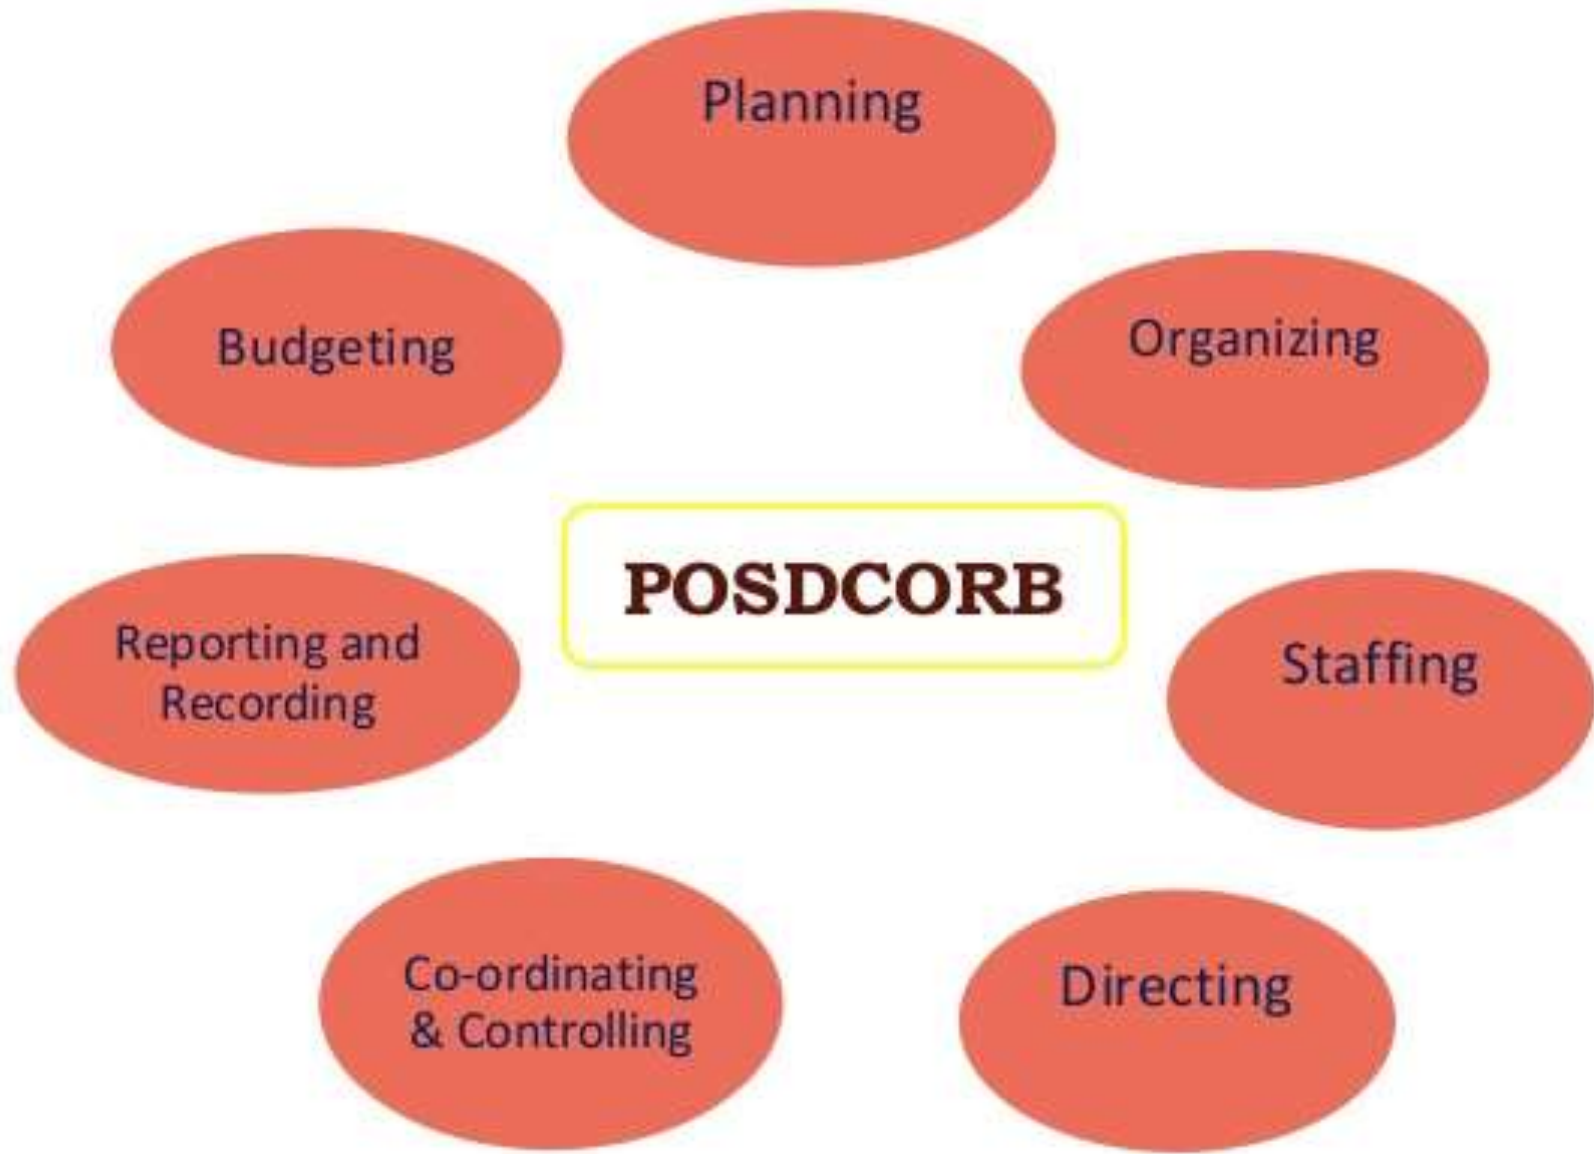 Planning
Organizing
Staffing
Directing
Co-ordinating
& Controlling
Reporting and
Recording
Budgeting
POSDCORB